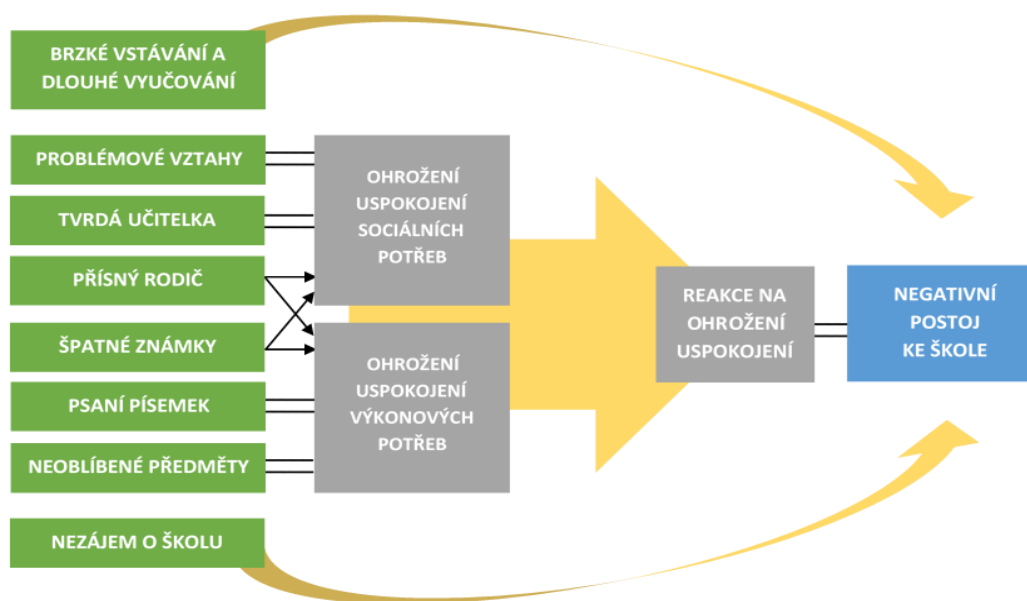 BRZKÉ VSTÁVÁNÍ A
DLOUHÉ VYUČOVÁNÍ
PROBLÉMOVÉ VZTAHY
TVRDÁ UČITELKA
PŘÍSNÝ RODIČ
ŠPATNÉ ZNÁMKY
PSANÍ PÍSEMEK
NEOBLÍBENÉ PŘEDMĚTY
NEZÁJEM O ŠKOLU
OHROŽENÍ
USPOKOJENÍ
SOCIÁLNÍCH
POTŘEB
OHROŽENÍ
USPOKOJENÍ
VÝKONOVÝCH
POTŘEB
REAKCE NA
OHROŽENÍ
USPOKOJENÍ
NEGATIVNÍ
POSTOJ
KE ŠKOLE